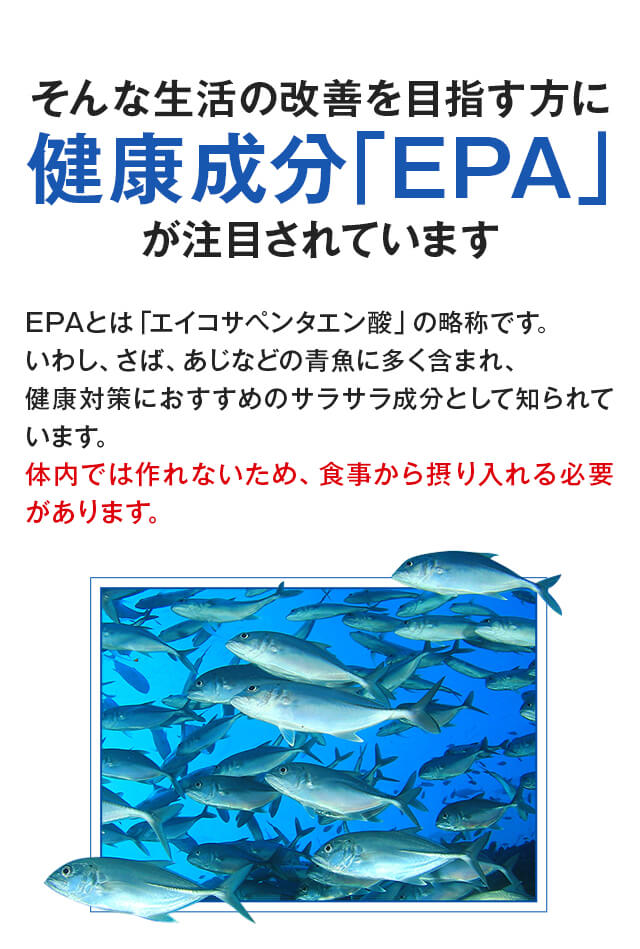 そんな生活の改善を目指す方に
健康成分「EPA」
が注目されています
EPAとは「エイコサペンタエン酸」の略称です。
いわし、さば、あじなどの青魚に多く含まれ、
健康対策におすすめのサラサラ成分として知られて
います。
体内では作れないため、食事から摂り入れる必要
があります。